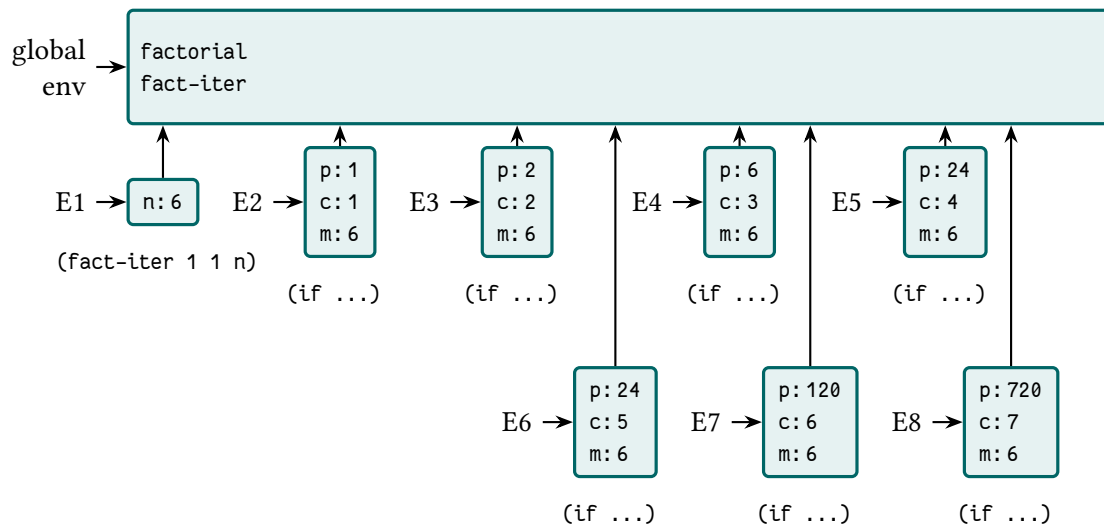 global
env
factorial
fact-iter
E1
n: 6
(fact-iter 1 1 n)
E2
p: 1
c: 1
m: 6
(if ...)
E3
p: 2
c: 2
m: 6
(if ...)
E4
p: 6
c: 3
m: 6
(if ...)
E5
p: 24
c: 4
m: 6
(if ...)
E6
p: 24
c: 5
m: 6
(if ...)
E7
p: 120
c: 6
m: 6
(if ...)
E8
p: 720
c: 7
m: 6
(if ...)